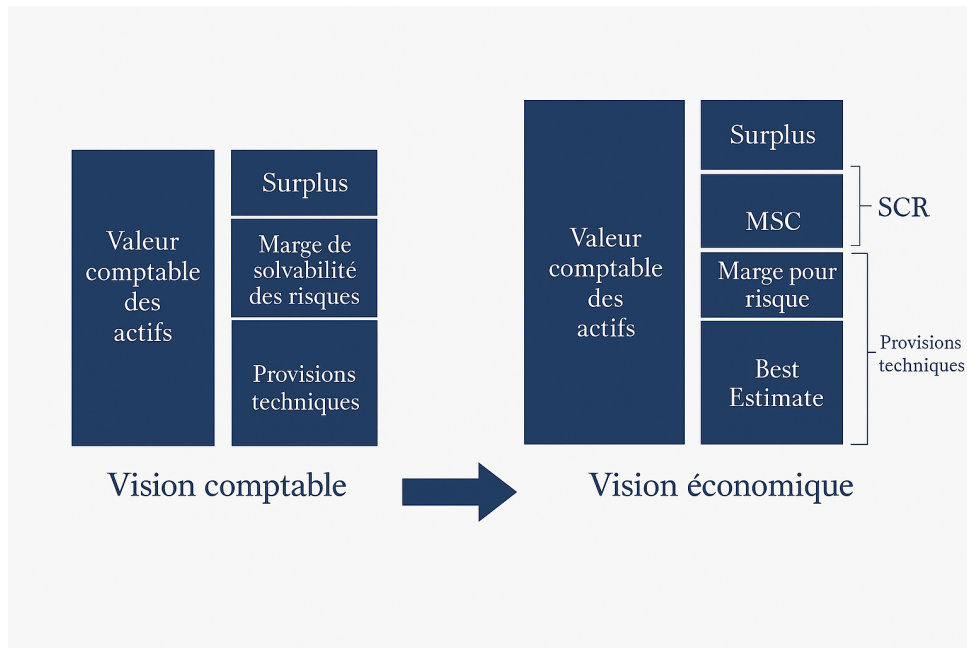 Valeur
comptable
des
actifs
Surplus
Marge de
solvabilité
des risques
Provisions
techniques
Vision comptable
Valeur
comptable
des
actifs
Surplus
MSC
Marge pour
risque
Best
Estimate
SCR
Provisions
techniques
Vision économique